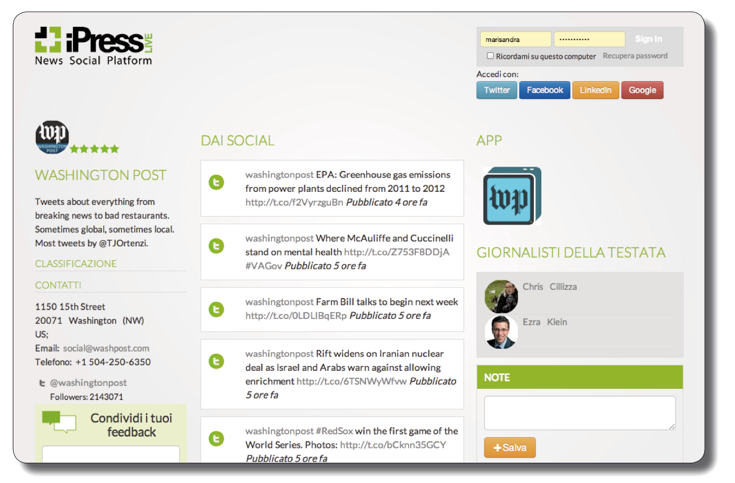 iPress LIVE
News Social Platform
marisandra
Sign In
Ricordami su questo computer Recupera password
Accedi con:
Twitter Facebook Linkedin Google
wp
WASHINGTON POST
WASHINGTON POST
Tweets about everything from
breaking news to bad restaurants.
Sometimes global, sometimes local.
Most tweets by @TJOrtenzi.
CLASSIFICAZIONE
CONTATTI
1150 15th Street
20071 Washington (NW)
US;
Email: social@washpost.com
Telefono: +1 504-250-6350
@washingtonpost
Followers: 2143071
Condividi i tuoi
feedback
DAI SOCIAL
washingtonpost EPA: Greenhouse gas emissions
from power plants declined from 2011 to 2012
http://t.co/f2VyrzguBn Pubblicato 4 ore fa
washingtonpost Where McAuliffe and Cuccinelli
stand on mental health http://t.co/Z753F8DDjA
#VAGov Pubblicato 5 ore fa
washingtonpost Farm Bill talks to begin next week
http://t.co/0LDLIBqERp Pubblicato 5 ore fa
washingtonpost Rift widens on Iranian nuclear
deal as Israel and Arabs warn against allowing
enrichment http://t.co/6TSNWyWfvw Pubblicato
5 ore fa
washingtonpost #RedSox win the first game of the
World Series. Photos: http://t.co/bCknn35GCY
Pubblicato 5 ore fa
APP
wp
GIORNALISTI DELLA TESTATA
Chris Cillizza
Ezra Klein
NOTE
+Salva